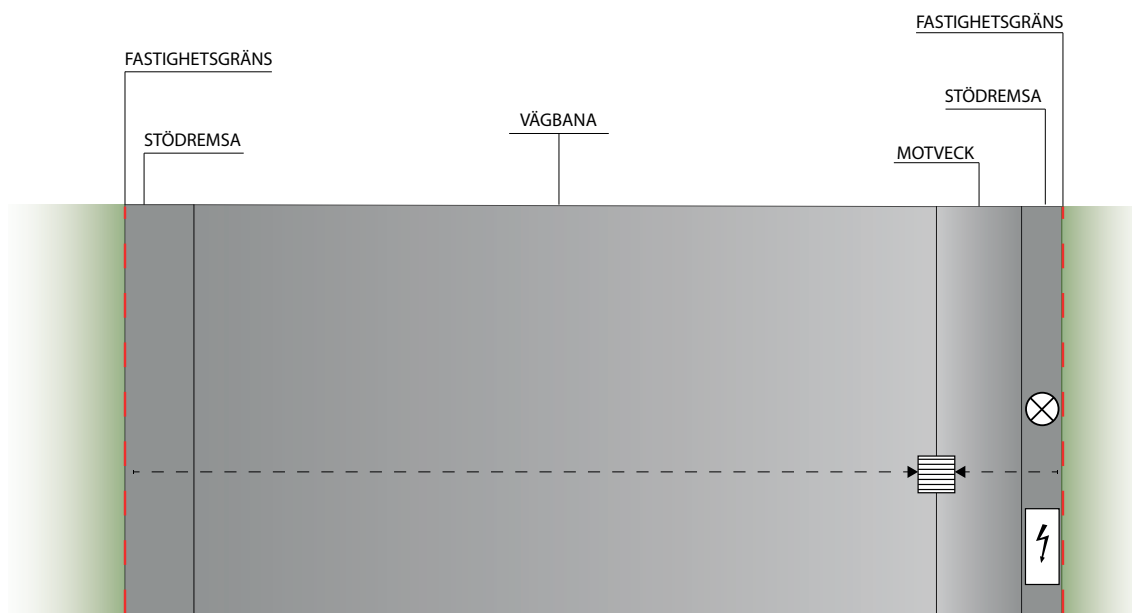 FASTIGHETSGRÄNS
FASTIGHETSGRÄNS
STÖDREMSA
VÄGBANA
STÖDREMSA
MOTVECK